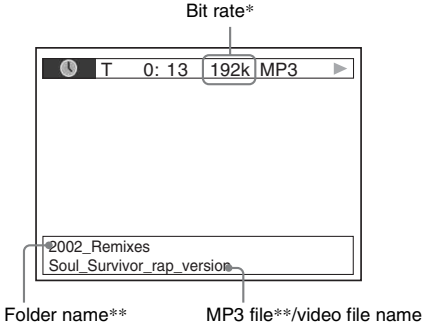 Bit rate*
T 0: 13 192k MP3
2002_Remixes
Soul_Survivor_rap_version
Folder name** MP3 file**/video file name